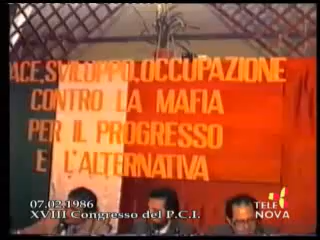 ACE, SVILUPPO, OCCUPAZIONE
CONTRO LA MAFIA
PER IL PROGRESSO
E L'ALTERNATIVA
07.02.1986
XVIII Congresso del P.C.I.
TELE
NOVA